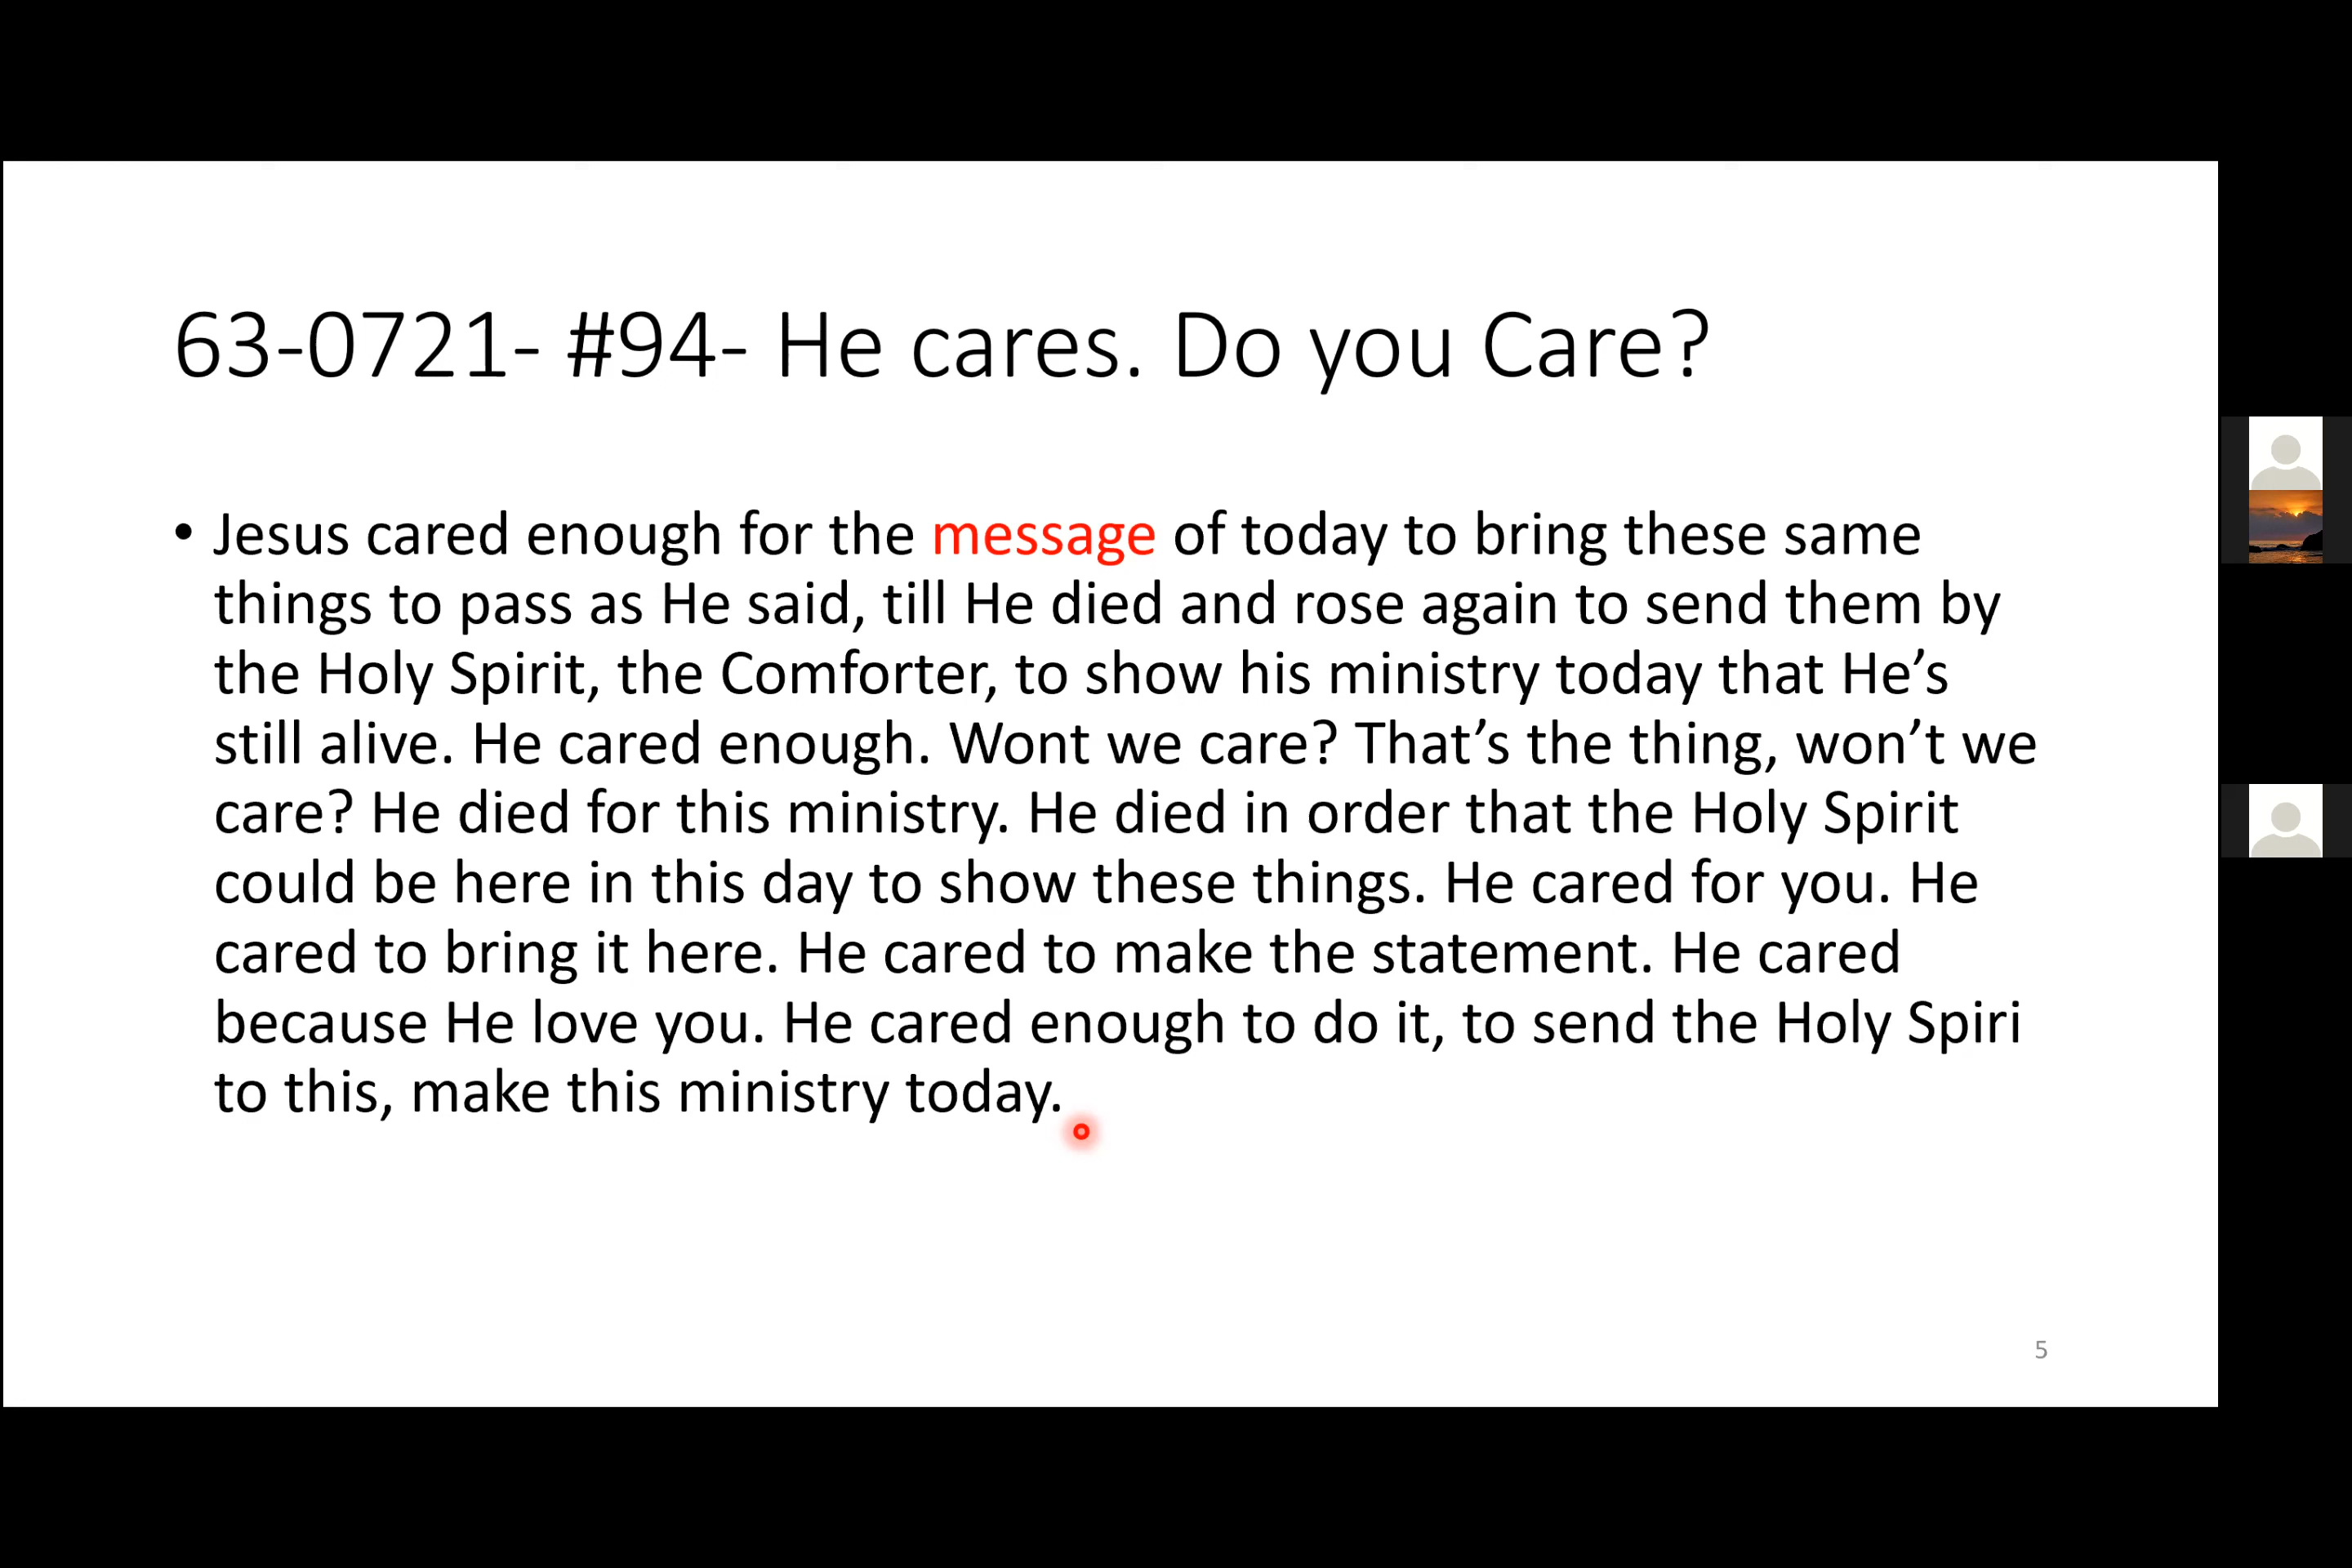 63-0721- #94- He cares. Do you Care?
• Jesus cared enough for the message of today to bring these same
things to pass as He said, till He died and rose again to send them by
the Holy Spirit, the Comforter, to show his ministry today that He’s
still alive. He cared enough. Wont we care? That’s the thing, won’t we
care? He died for this ministry. He died in order that the Holy Spirit
could be here in this day to show these things. He cared for you. He
cared to bring it here. He cared to make the statement. He cared
because He love you. He cared enough to do it, to send the Holy Spiri
to this, make this ministry today.
5